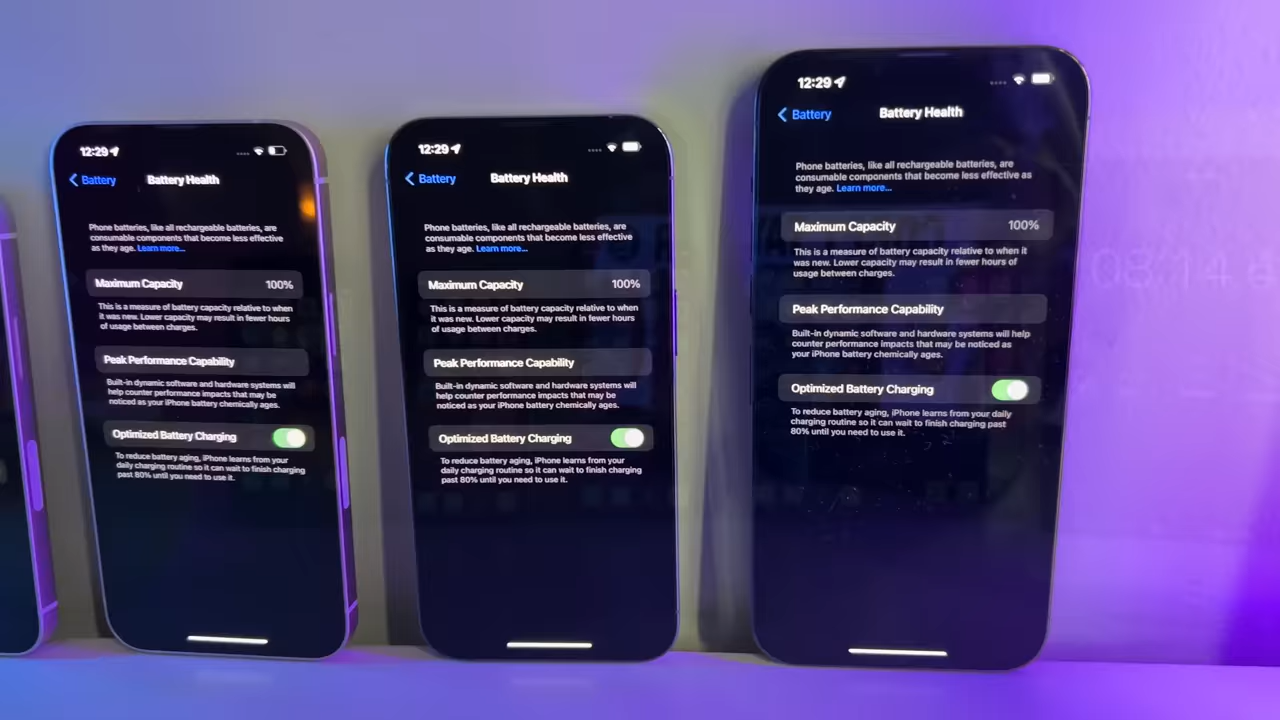 12:29
Battery
Battery Health
Phone batteries, like all rechargeable batteries, are
consumable components that become less effective
as they age. Learn more...
Maximum Capacity 100%
This is a measure of battery capacity relative to when
it was new. Lower capacity may result in fewer hours
of usage between charges.
Peak Performance Capability
Built-in dynamic software and hardware systems will
help counter performance impacts that may be
noticed as your iPhone battery chemically ages.
Optimized Battery Charging
To reduce battery aging, iPhone learns from your
daily charging routine so it can wait to finish charging
past 80% until you need to use it.
12:29
Battery
Battery Health
Phone batteries, like all rechargeable batteries, are
consumable components that become less effective
as they age. Learn more...
Maximum Capacity 100%
This is a measure of battery capacity relative to when
it was new. Lower capacity may result in fewer hours
of usage between charges.
Peak Performance Capability
Built-in dynamic software and hardware systems will
help counter performance impacts that may be
noticed as your iPhone battery chemically ages.
Optimized Battery Charging
To reduce battery aging, iPhone learns from your
daily charging routine so it can wait to finish charging
past 80% until you need to use it.
12:29
Battery
Battery Health
Phone batteries, like all rechargeable batteries, are
consumable components that become less effective as
they age. Learn more...
Maximum Capacity 100%
This is a measure of battery capacity relative to when it
was new. Lower capacity may result in fewer hours of
usage between charges.
Peak Performance Capability
Built-in dynamic software and hardware systems will help
counter performance impacts that may be noticed as
your iPhone battery chemically ages.
Optimized Battery Charging
To reduce battery aging, iPhone learns from your daily
charging routine so it can wait to finish charging past
80% until you need to use it.